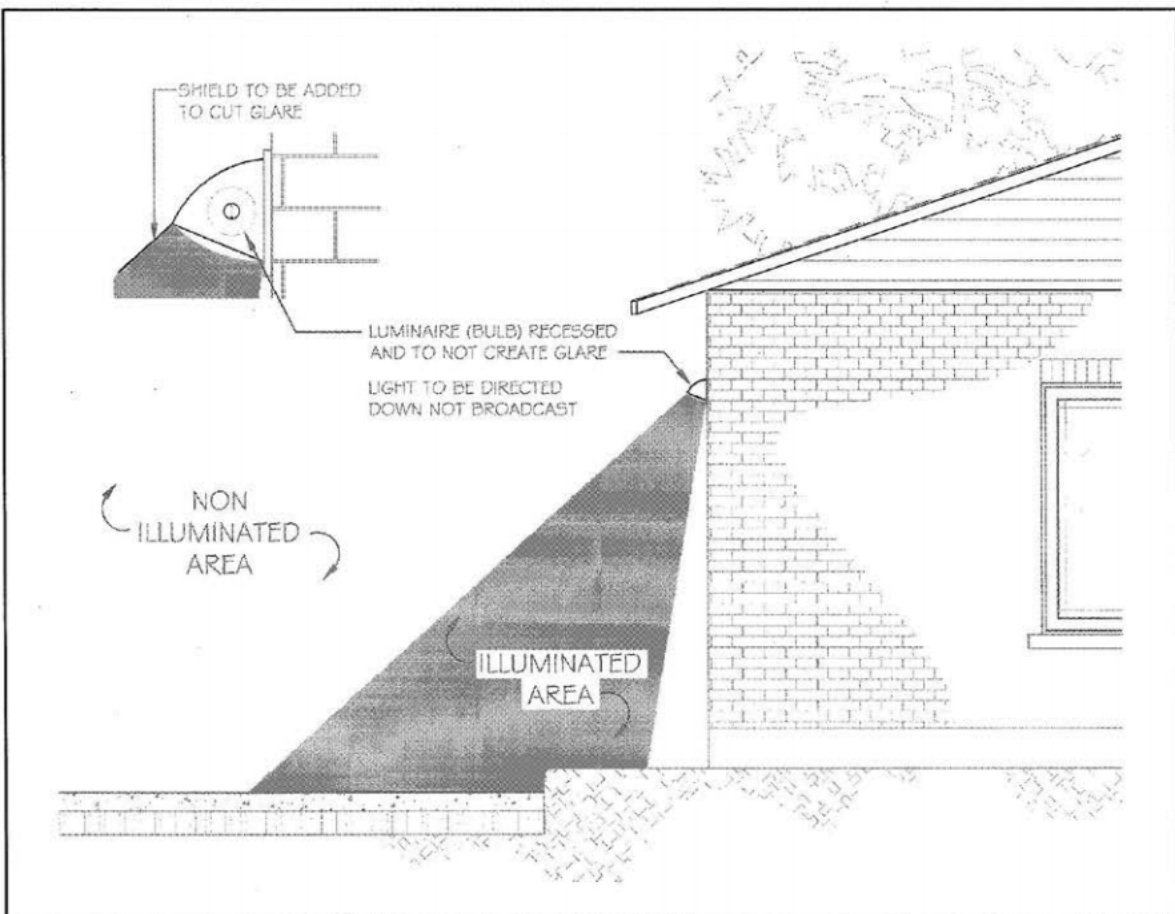 SHIELD TO BE ADDED
TO CUT GLARE
LUMINAIRE (BULB) RECESSED
AND TO NOT CREATE GLARE
LIGHT TO BE DIRECTED
DOWN NOT BROADCAST
NON
ILLUMINATED
AREA
ILLUMINATED
AREA